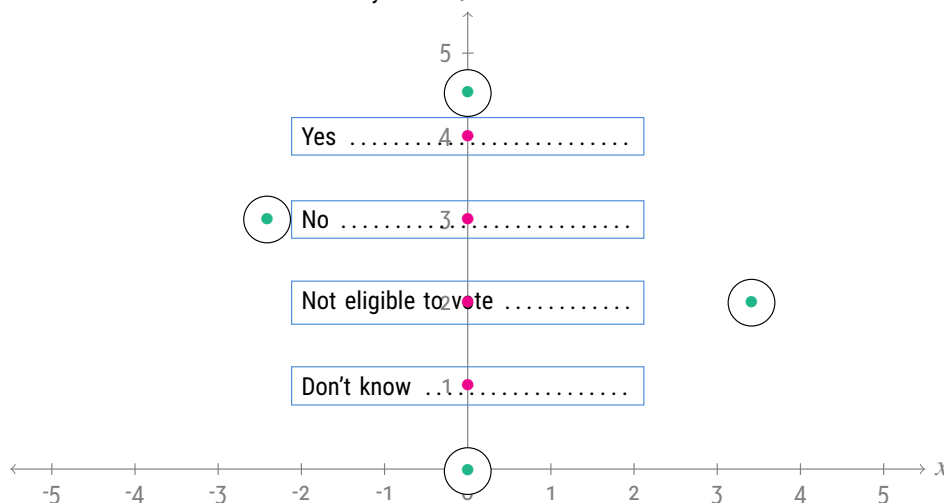 5
Yes ........................... 4
No ........................... 3
Not eligible to vote ............ 2
Don't know ................... 1
-5 -4 -3 -2 -1 0 1 2 3 4 5 x